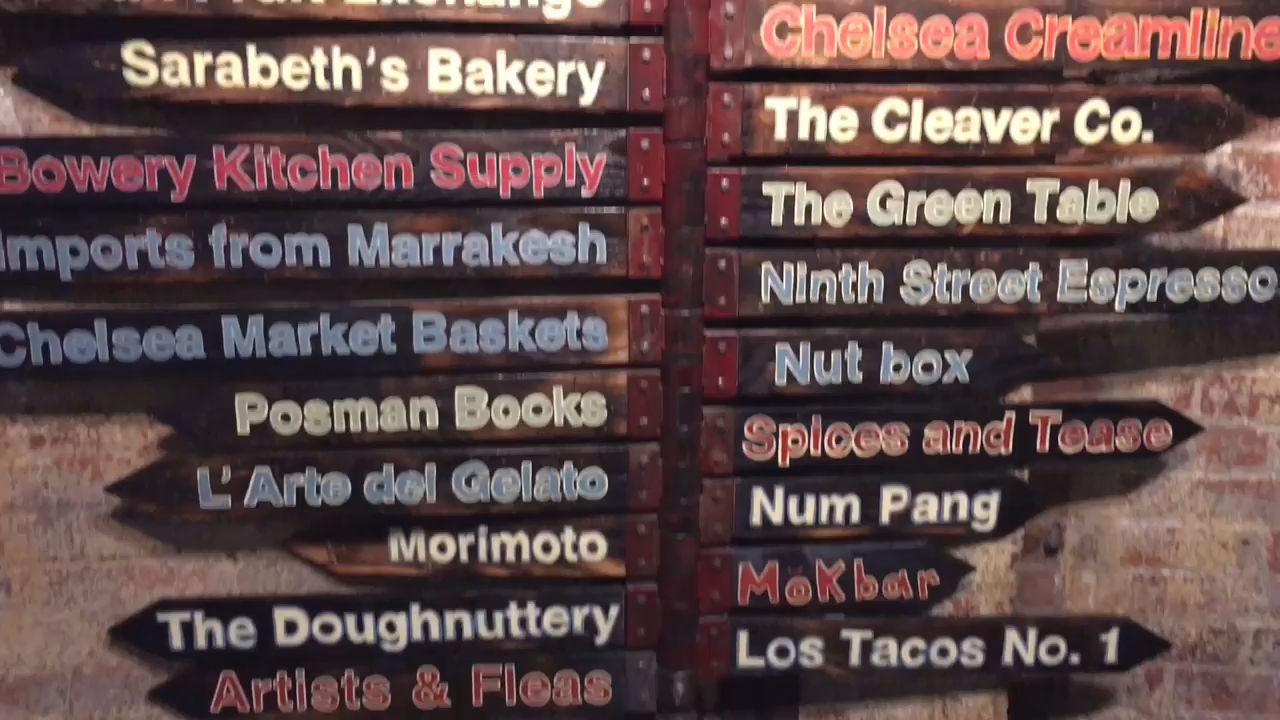 Exchange
Sarabeth's Bakery
Bowery Kitchen Supply
Imports from Marrakesh
Chelsea Market Baskets
Posman Books
L' Arte del Gelato
Morimoto
The Doughnuttery
Artists & Fleas
Chelsea Creamline
The Cleaver Co.
The Green Table
Ninth Street Espresso
Nut box
Spices and Tease
Num Pang
MoKbar
Los Tacos No. 1